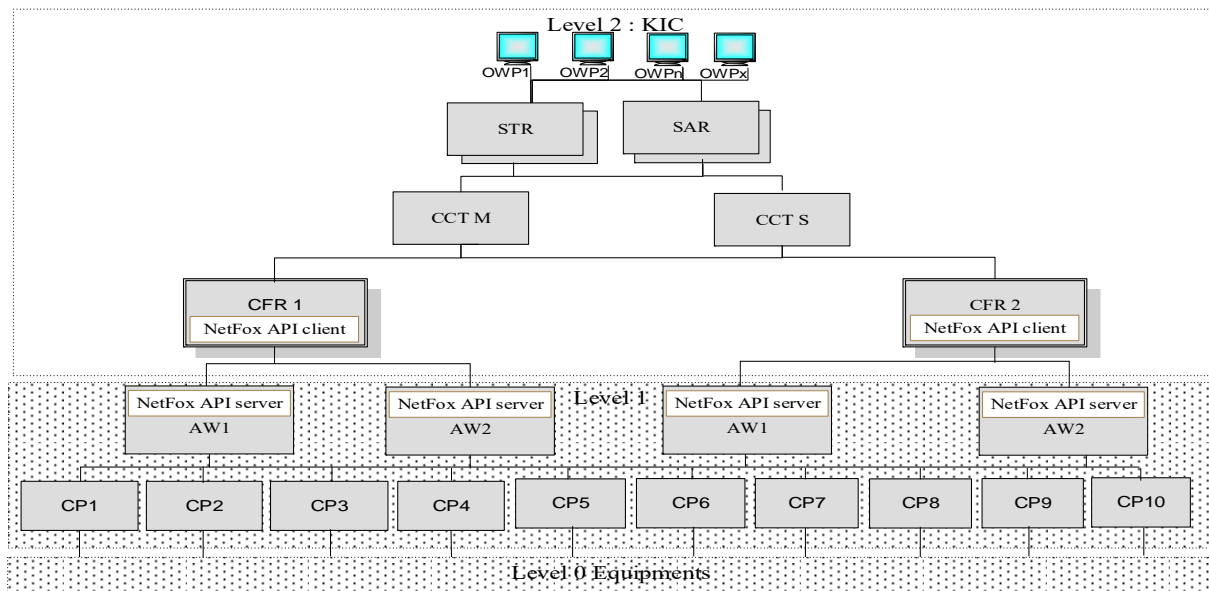 Level 2 : KIC
OWP1 OWP2 OWPn OWPx
STR SAR
CCT M CCT S
CFR 1
NetFox API client
CFR 2
NetFox API client
Level 1
NetFox API server
AW1
NetFox API server
AW2
NetFox API server
AW1
NetFox API server
AW2
CP1 CP2 CP3 CP4 CP5 CP6 CP7 CP8 CP9 CP10
Level 0 Equipments